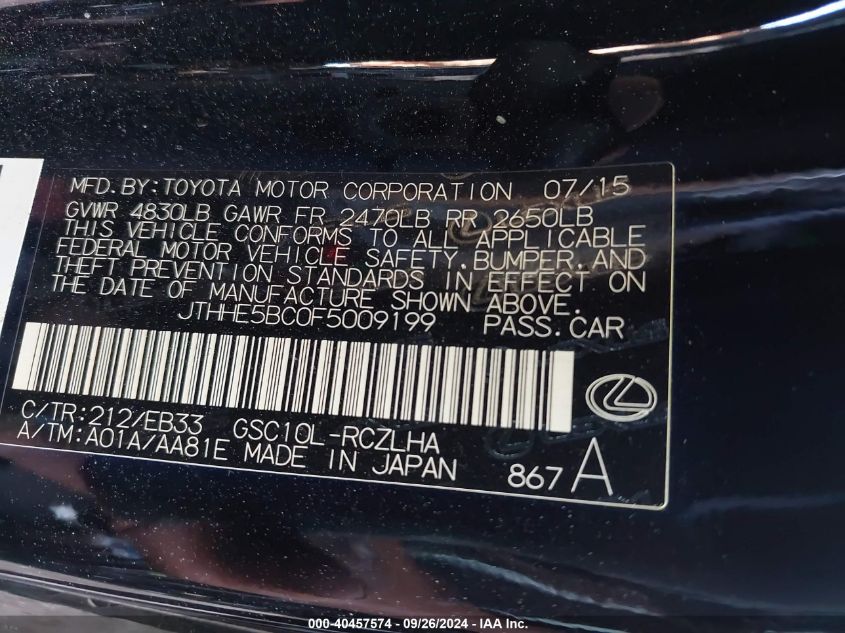 MFD. BY: TOYOTA MOTOR CORPORATION 07/15
GVWR 4830LB GAWR FR 2470LB RR 2650LB
THIS VEHICLE CONFORMS TO ALL APPLICABLE
FEDERAL MOTOR VEHICLE SAFETY, BUMPER, AND
THEFT PREVENTION STANDARDS IN EFFECT ON
THE DATE OF MANUFACTURE SHOWN ABOVE.
JTHHE5BC0F5009199 PASS. CAR
C/TR: 212/EB33 GSC10L-RCZLHA
A/TM: A01A/AA81E MADE IN JAPAN 867 A
000-40457574 / 09/26/2024 / IAA Inc.